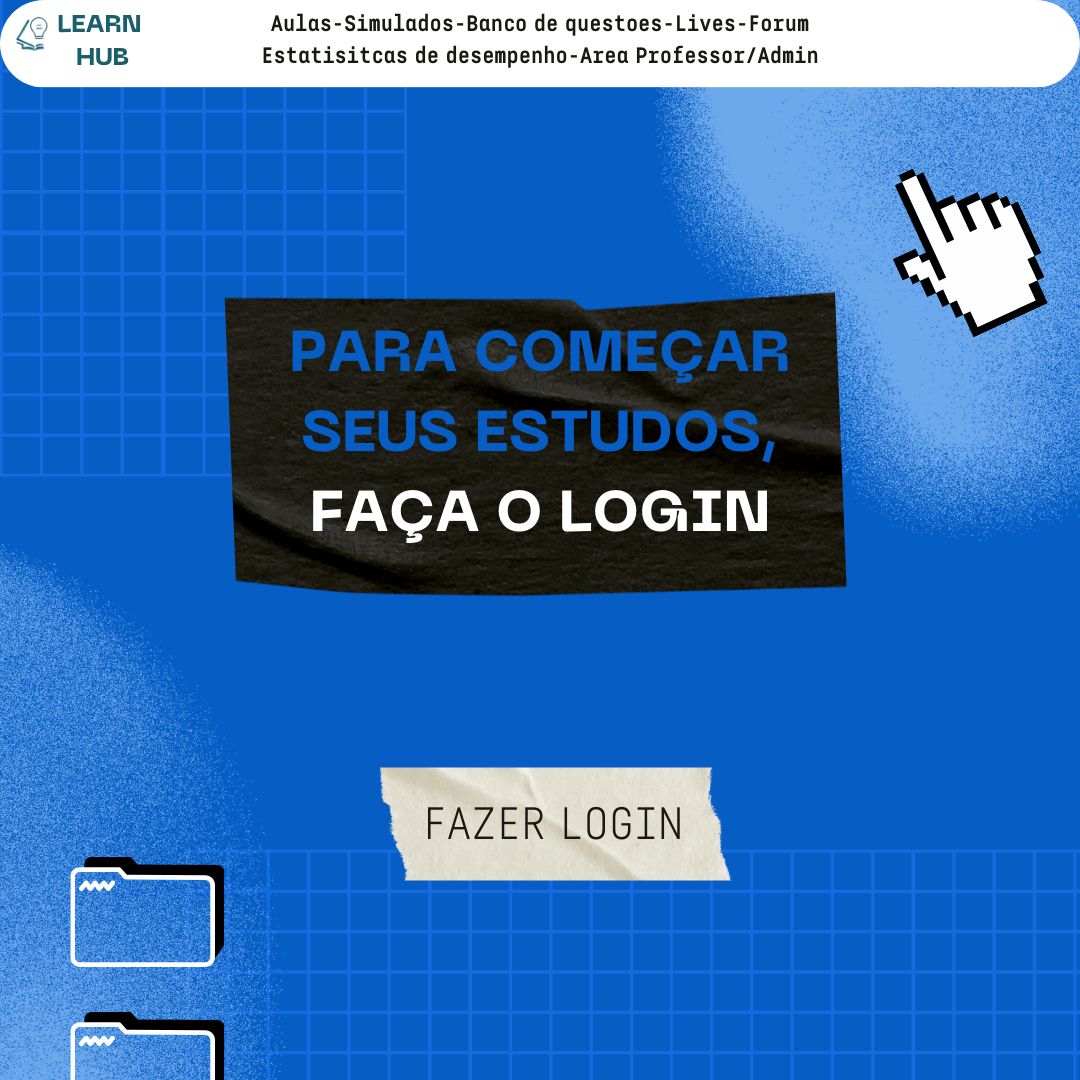 LEARN
HUB
Aulas-Simulados-Banco de questoes-Lives-Forum
Estatisitcas de desempenho-Area Professor/Admin
PARA COMEÇAR
SEUS ESTUDOS,
FAÇA O LOGIN
FAZER LOGIN